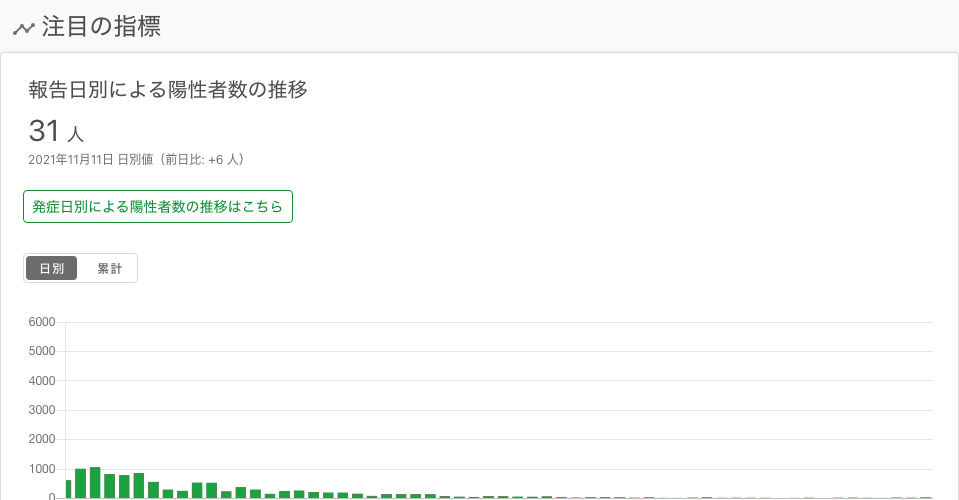 注目の指標
報告日別による陽性者数の推移
31 人
2021年11月11日 日別値（前日比: +6 人）
発症日別による陽性者数の推移はこちら
日別 累計
6000
5000
4000
3000
2000
1000
0